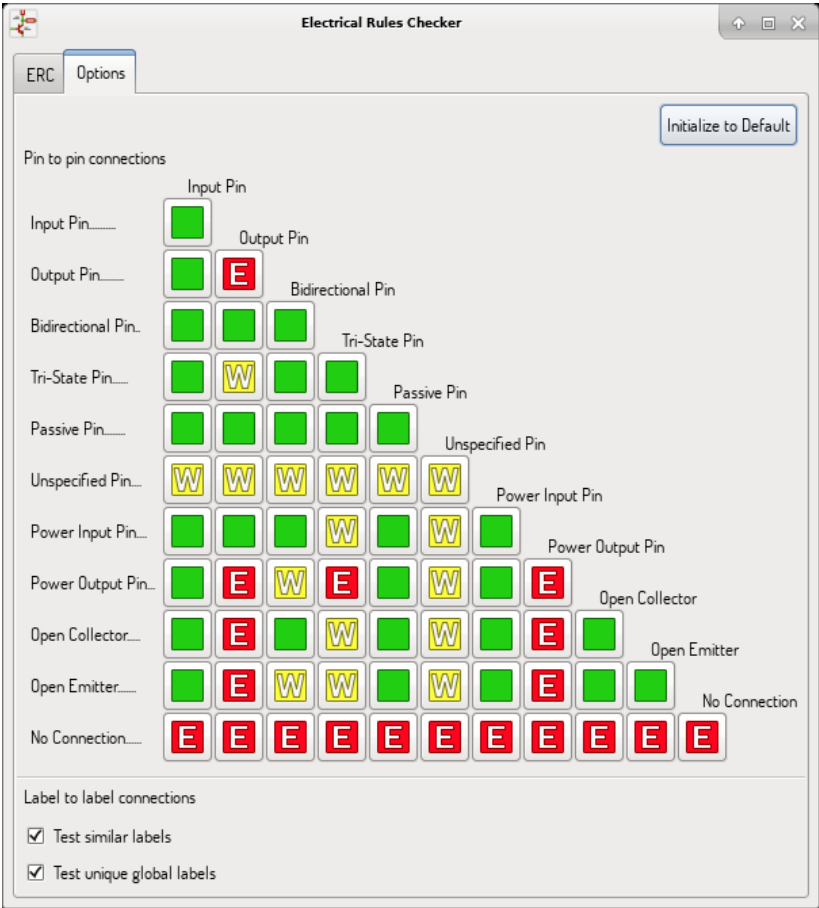 Electrical Rules Checker
ERC Options
Initialize to Default
Pin to pin connections
Input Pin
Input Pin..........
Output Pin
Output Pin......... E
Bidirectional Pin
Bidirectional Pin..
Tri-State Pin
Tri-State Pin...... W
Passive Pin
Passive Pin........
Unspecified Pin
Unspecified Pin.... W W W W W W
Power Input Pin
Power Input Pin.... W W
Power Output Pin
Power Output Pin... E W E W E
Open Collector
Open Collector..... E W W E
Open Emitter
Open Emitter....... E W W W E
No Connection
No Connection...... E E E E E E E E E E E
Label to label connections
Test similar labels
Test unique global labels